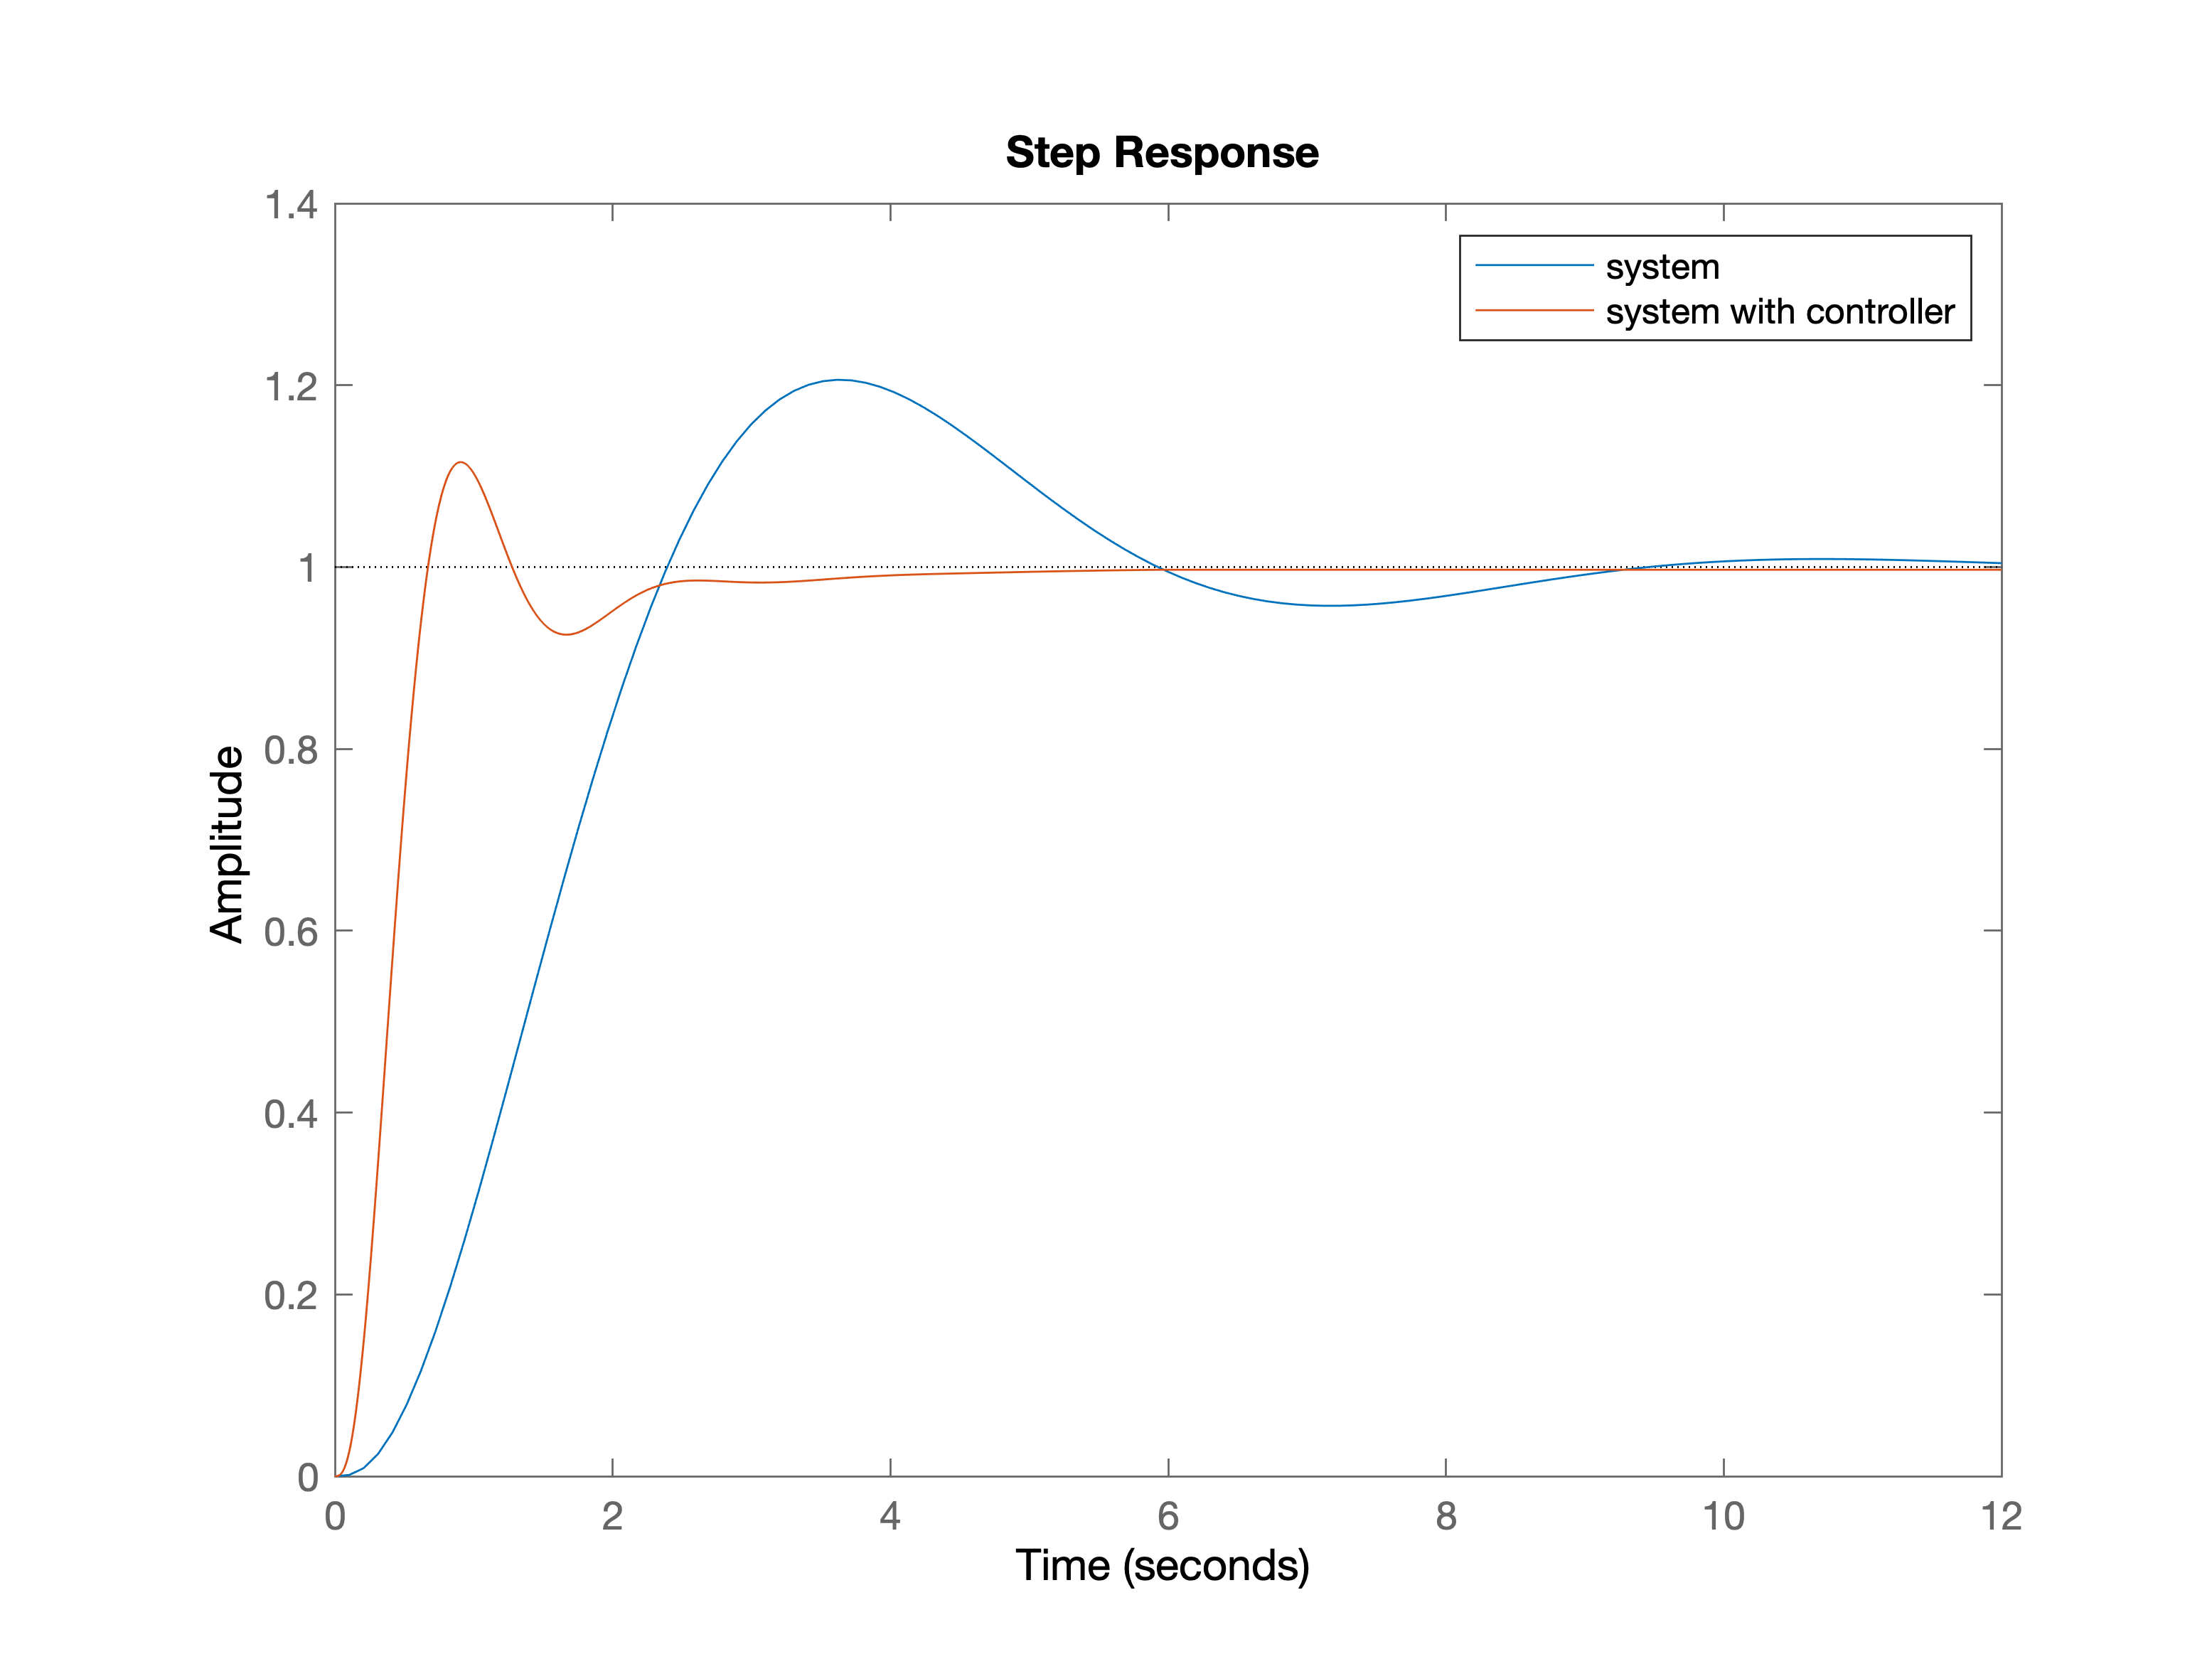 Step Response
system
system with controller
Amplitude
1.4
1.2
1
0.8
0.6
0.4
0.2
0
0 2 4 6 8 10 12
Time (seconds)